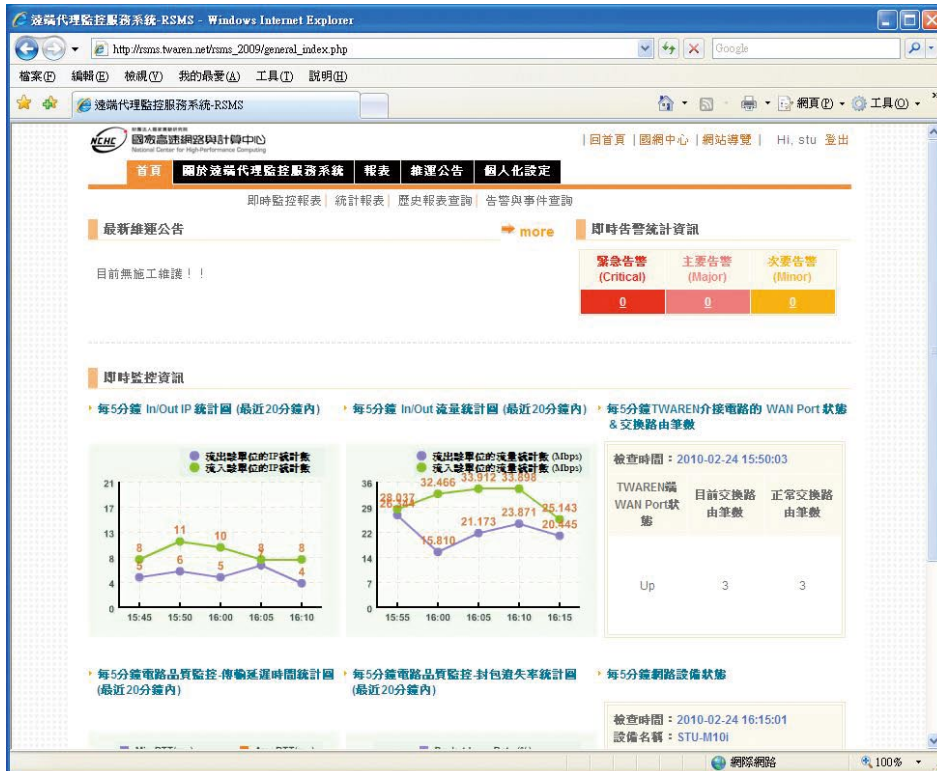 遠端代理監控服務系統-RSMS - Windows Internet Explorer
http://rsms.twaren.net/rsms_2009/general_index.php
Google
檔案(F) 編輯(E) 檢視(V) 我的最愛(A) 工具(T) 說明(H)
遠端代理監控服務系統-RSMS
網頁(P) 工具(O)
NCHC 國家高速網路與計算中心
National Center for High-Performance Computing
|回首頁 |國網中心 |網站導覽 | Hi, stu 登出
首頁 關於遠端代理監控服務系統 報表 維運公告 個人化設定
即時監控報表| 統計報表| 歷史報表查詢| 告警與事件查詢
最新維運公告 more
即時告警統計資訊
目前無施工維護!!
緊急告警 主要告警 次要告警
(Critical) (Major) (Minor)
0 0 0
即時監控資訊
每5分鐘 In/Out IP 統計圖 (最近20分鐘內)
流出該單位的IP統計數
流入該單位的IP統計數
21
17
13
8
4
0
8 11 10 8
5 6 5 4
15:45 15:50 16:00 16:05 16:10
每5分鐘 In/Out 流量統計圖 (最近20分鐘內)
流出該單位的流量統計數 (Mbps)
流入該單位的流量統計數 (Mbps)
36
29
22
14
7
0
28.037 32.466 33.912 33.898 25.143
15.810 21.173 23.871 20.445
15:55 16:00 16:05 16:10 16:15
每5分鐘TWAREN介接電路的 WAN Port 狀態
& 交換路由筆數
檢查時間:2010-02-24 15:50:03
TWAREN端
WAN Port狀
態
目前交換路
由筆數
正常交換路
由筆數
Up 3 3
每5分鐘電路品質監控-傳輸延遲時間統計圖
(最近20分鐘內)
每5分鐘電路品質監控-封包遺失率統計圖
(最近20分鐘內)
每5分鐘網路設備狀態
檢查時間:2010-02-24 16:15:01
設備名稱:STU-M10i
網際網路 100%